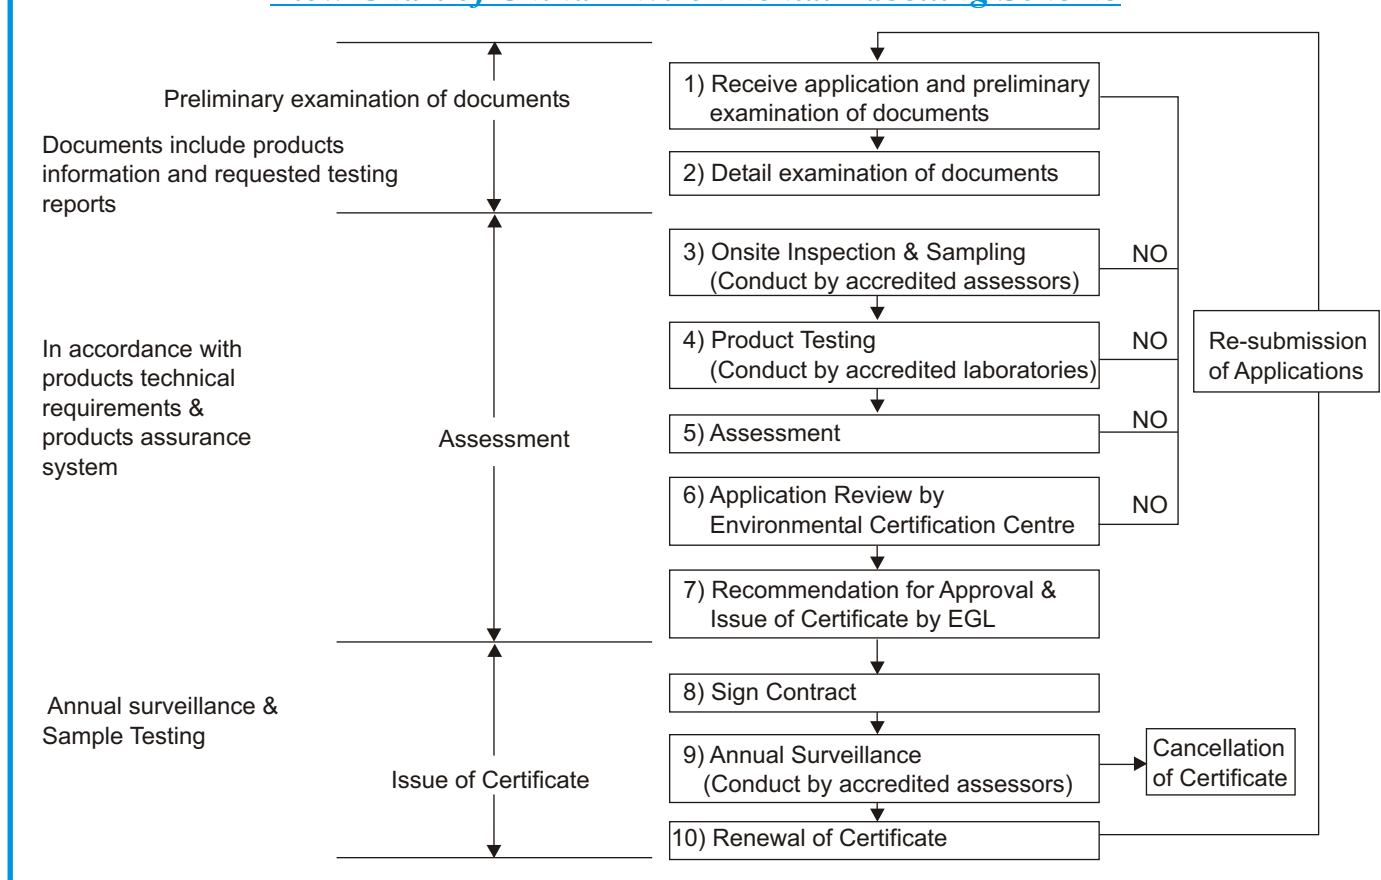 Preliminary examination of documents
Documents include products
information and requested testing
reports
In accordance with
products technical
requirements &
products assurance
system
Assessment
Annual surveillance &
Sample Testing
Issue of Certificate
1) Receive application and preliminary
examination of documents
2) Detail examination of documents
3) Onsite Inspection & Sampling
(Conduct by accredited assessors)
NO
4) Product Testing
(Conduct by accredited laboratories)
NO
5) Assessment
NO
6) Application Review by
Environmental Certification Centre
NO
7) Recommendation for Approval &
Issue of Certificate by EGL
8) Sign Contract
9) Annual Surveillance
(Conduct by accredited assessors)
10) Renewal of Certificate
Re-submission
of Applications
Cancellation
of Certificate